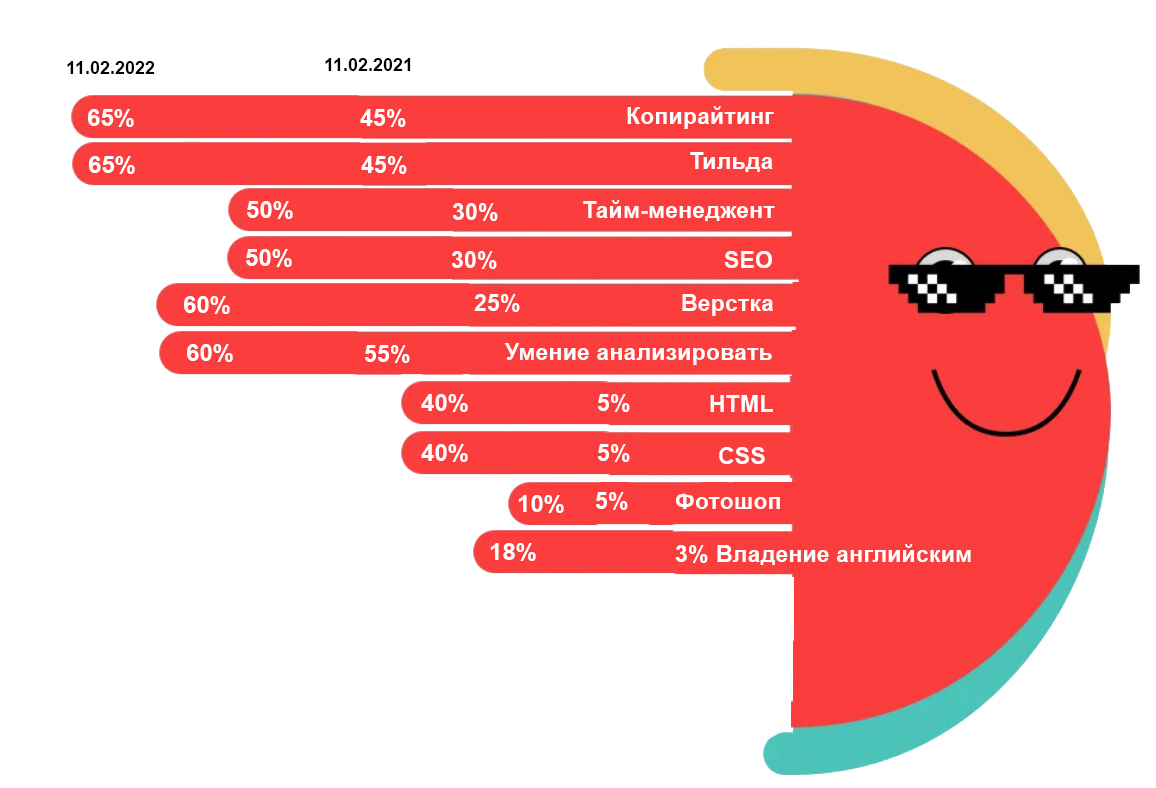 11.02.2022 11.02.2021
65% 45% Копирайтинг
65% 45% Тильда
50% 30% Тайм-менеджент
50% 30% SEO
60% 25% Верстка
60% 55% Умение анализировать
40% 5% HTML
40% 5% CSS
10% 5% Фотошоп
18% 3% Владение английским